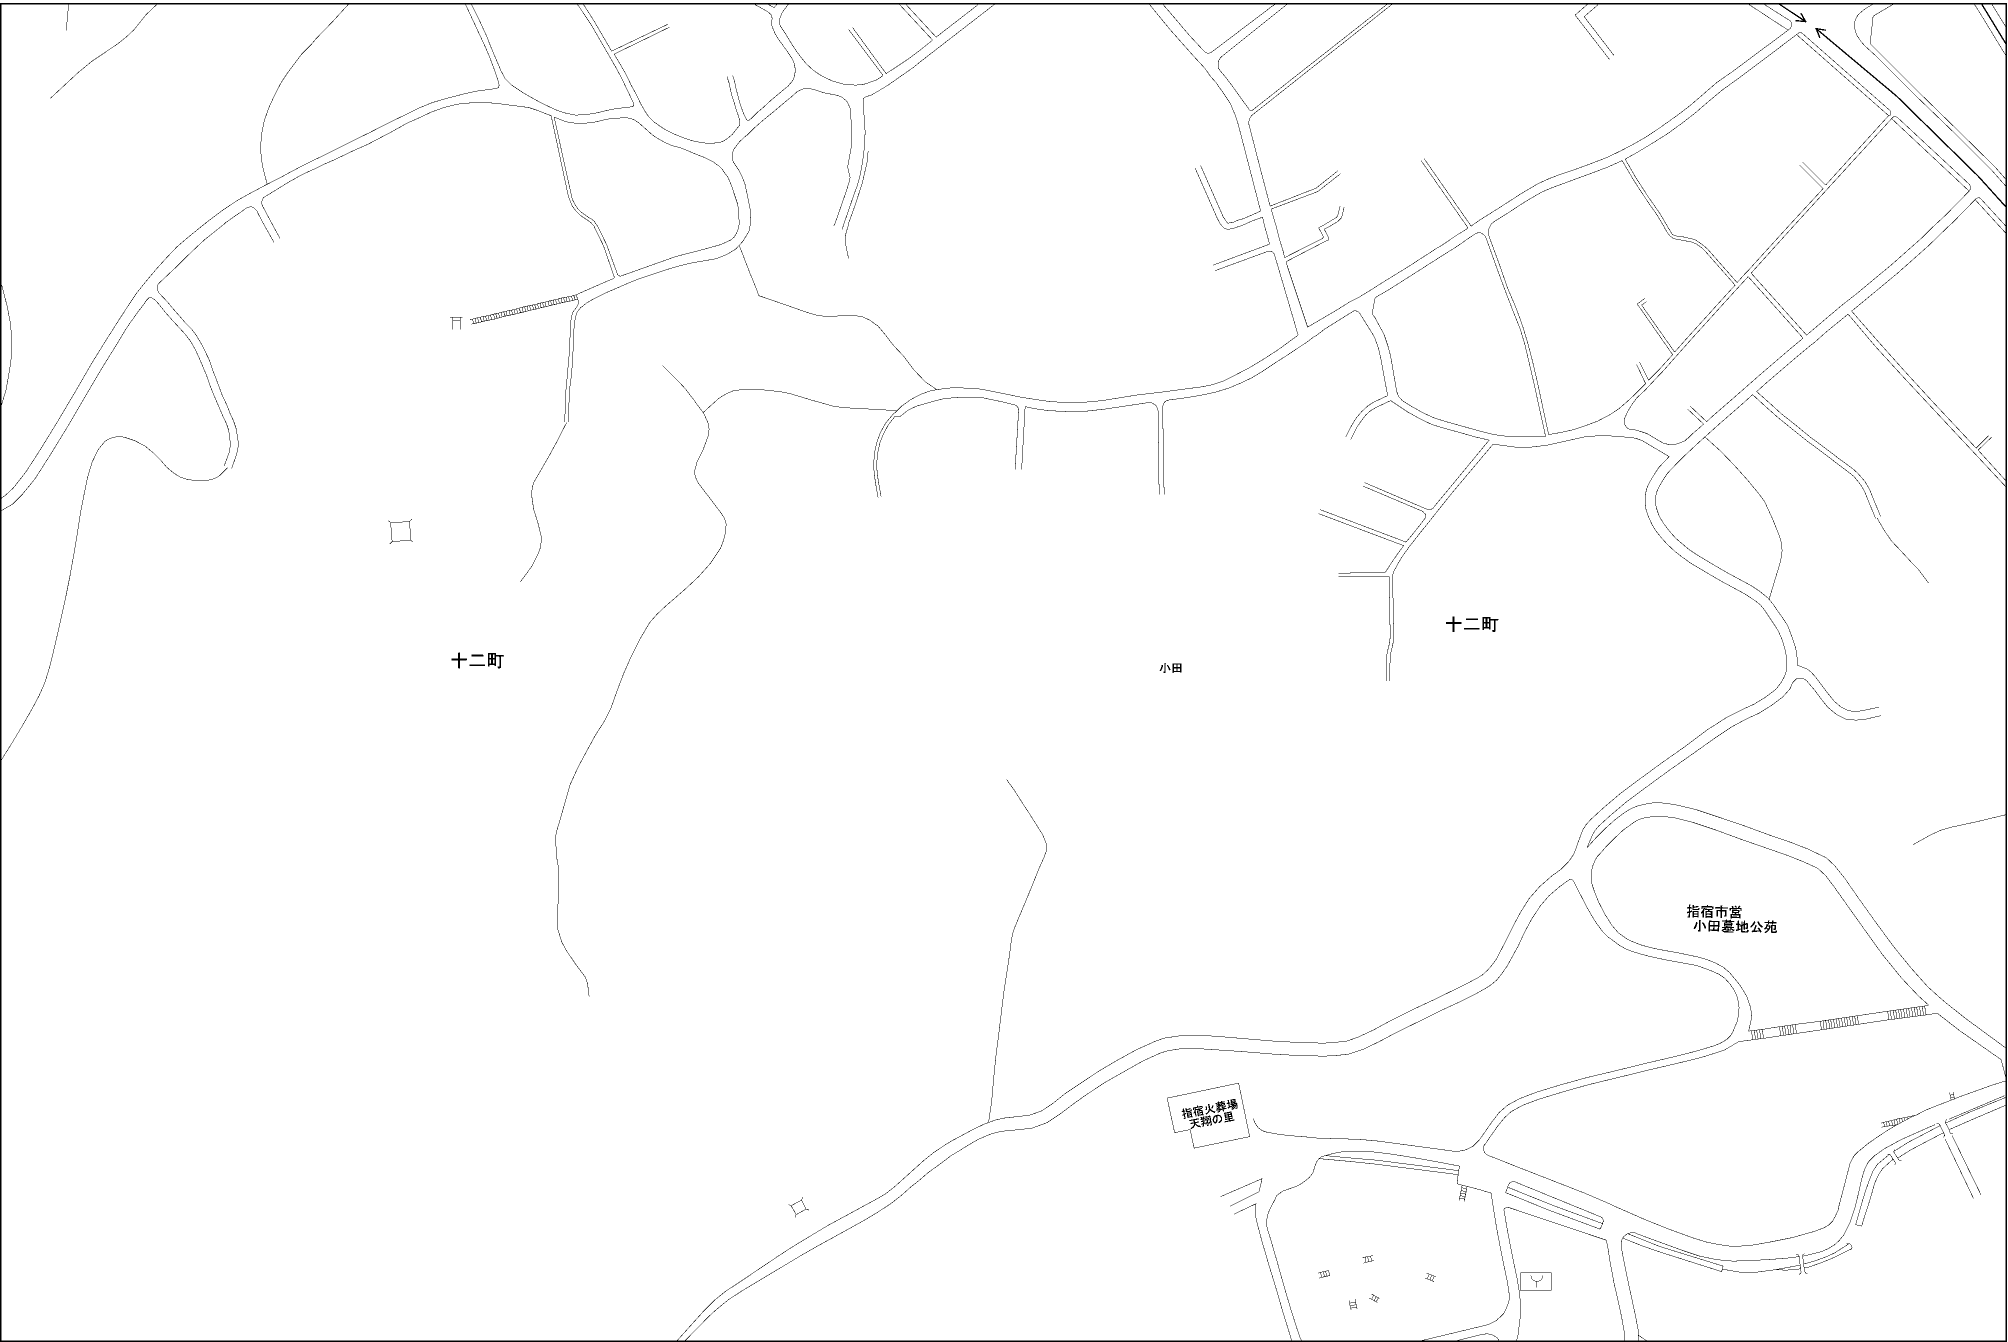 十二町
小田
十二町
指宿市営
小田墓地公苑
指宿火葬場
天翔の里